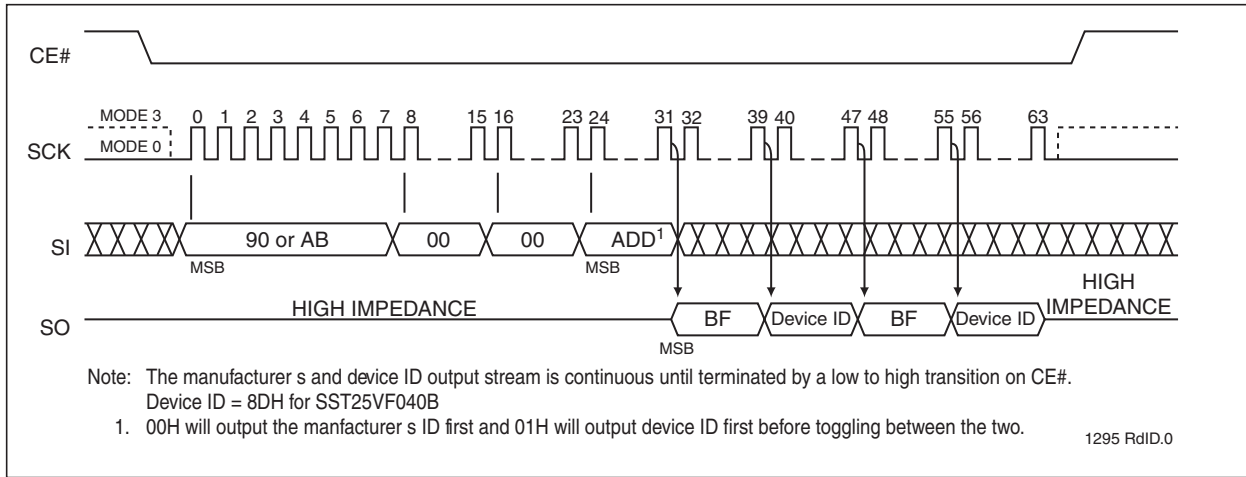 CE#
MODE 3
0 1 2 3 4 5 6 7 8 15 16 23 24 31 32 39 40 47 48 55 56 63
SCK
MODE 0
SI
90 or AB 00 00 ADD1
MSB MSB
HIGH IMPEDANCE
HIGH IMPEDANCE
SO
BF Device ID BF Device ID
MSB
Note: The manufacturer s and device ID output stream is continuous until terminated by a low to high transition on CE#.
Device ID = 8DH for SST25VF040B
1. 00H will output the manfacturer s ID first and 01H will output device ID first before toggling between the two.
1295 RdID.0